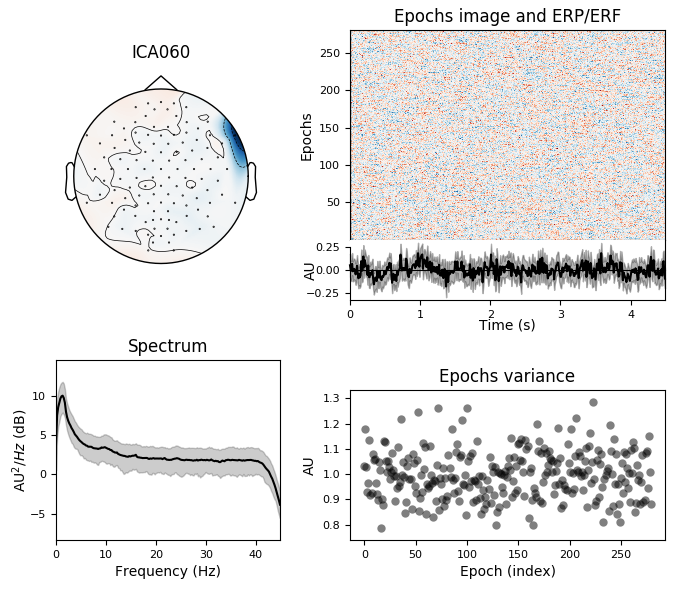 ICA060
Epochs image and ERP/ERF
Epochs
250
200
150
100
50
AU
0.25
0.00
−0.25
0 1 2 3 4
Time (s)
Spectrum
AU²/Hz (dB)
10
5
0
−5
0 10 20 30 40
Frequency (Hz)
Epochs variance
AU
1.3
1.2
1.1
1.0
0.9
0.8
0 50 100 150 200 250
Epoch (index)